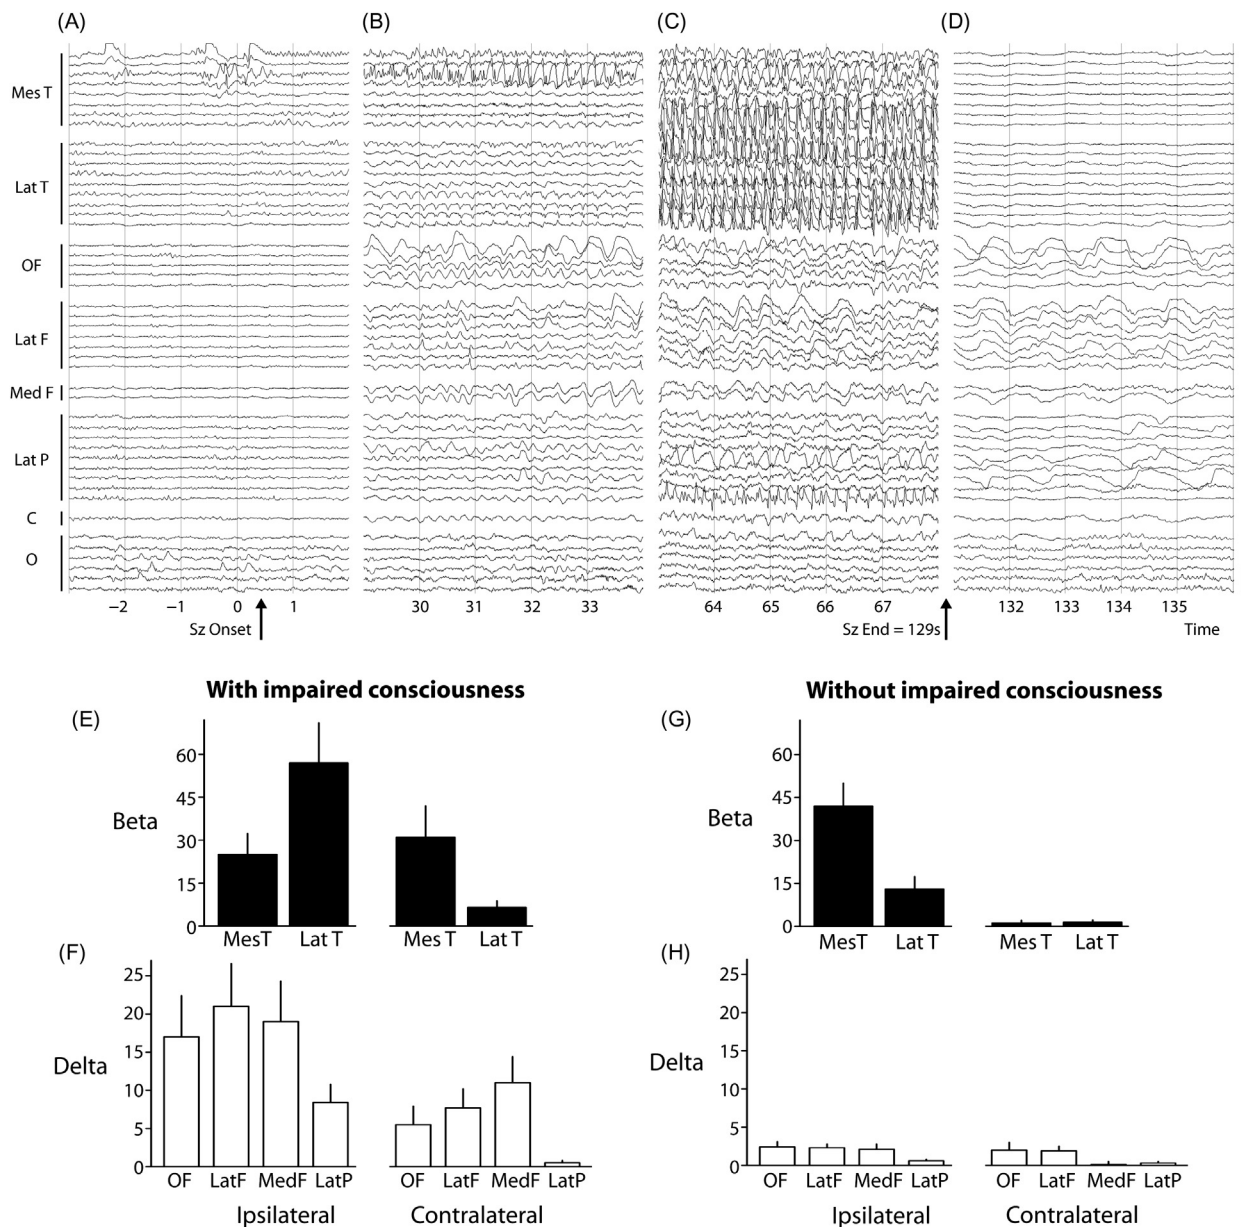 (A) (B) (C) (D)
Mes T
Lat T
OF
Lat F
Med F
Lat P
C
O
−2 −1 0 1 30 31 32 33 64 65 66 67 132 133 134 135
Sz Onset Sz End = 129s Time
With impaired consciousness Without impaired consciousness
(E) (G)
60 60
45 45
Beta Beta
30 30
15 15
0 0
MesT Lat T Mes T Lat T MesT Lat T Mes T Lat T
(F) (H)
25 25
20 20
15 15
Delta Delta
10 10
5 5
0 0
OF LatF MedF LatP OF LatF MedF LatP OF LatF MedF LatP OF LatF MedF LatP
Ipsilateral Contralateral Ipsilateral Contralateral